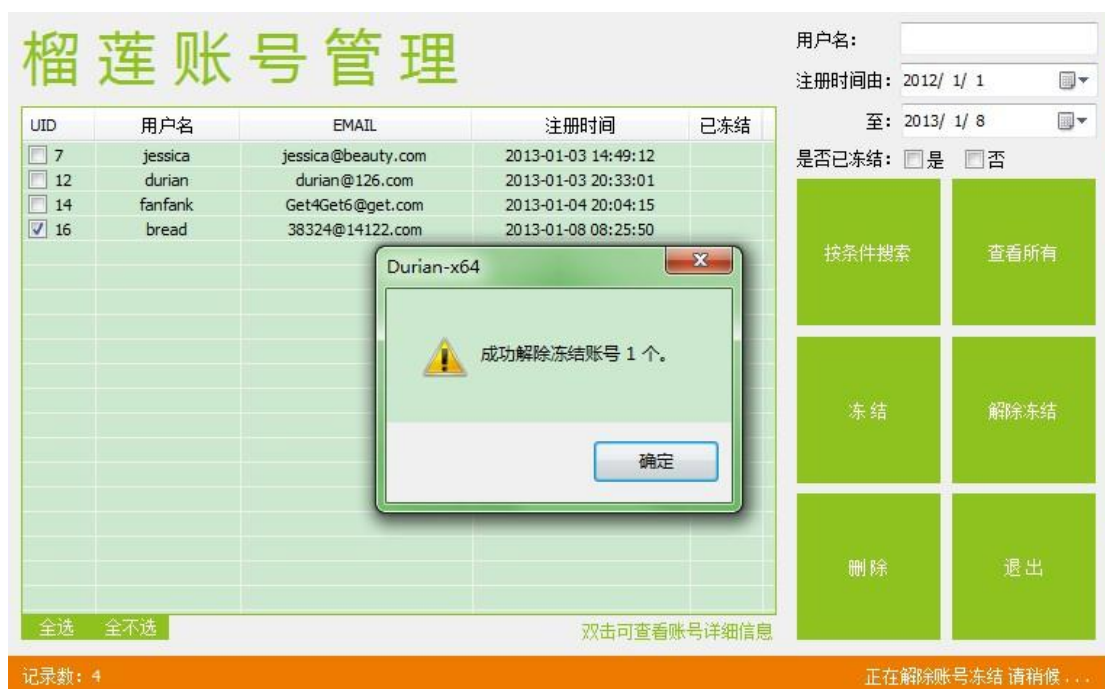 榴莲账号管理
用户名：
注册时间由： 2012/ 1/ 1
至： 2013/ 1/ 8
是否已冻结： 是 否
UID 用户名 EMAIL 注册时间 已冻结
7 jessica jessica@beauty.com 2013-01-03 14:49:12
12 durian durian@126.com 2013-01-03 20:33:01
14 fanfank Get4Get6@get.com 2013-01-04 20:04:15
16 bread 38324@14122.com 2013-01-08 08:25:50
Durian-x64
成功解除冻结账号 1 个。
确定
按条件搜索 查看所有
冻 结 解除冻结
删 除 退 出
全选 全不选 双击可查看账号详细信息
记录数： 4 正在解除账号冻结 请稍候 . . .